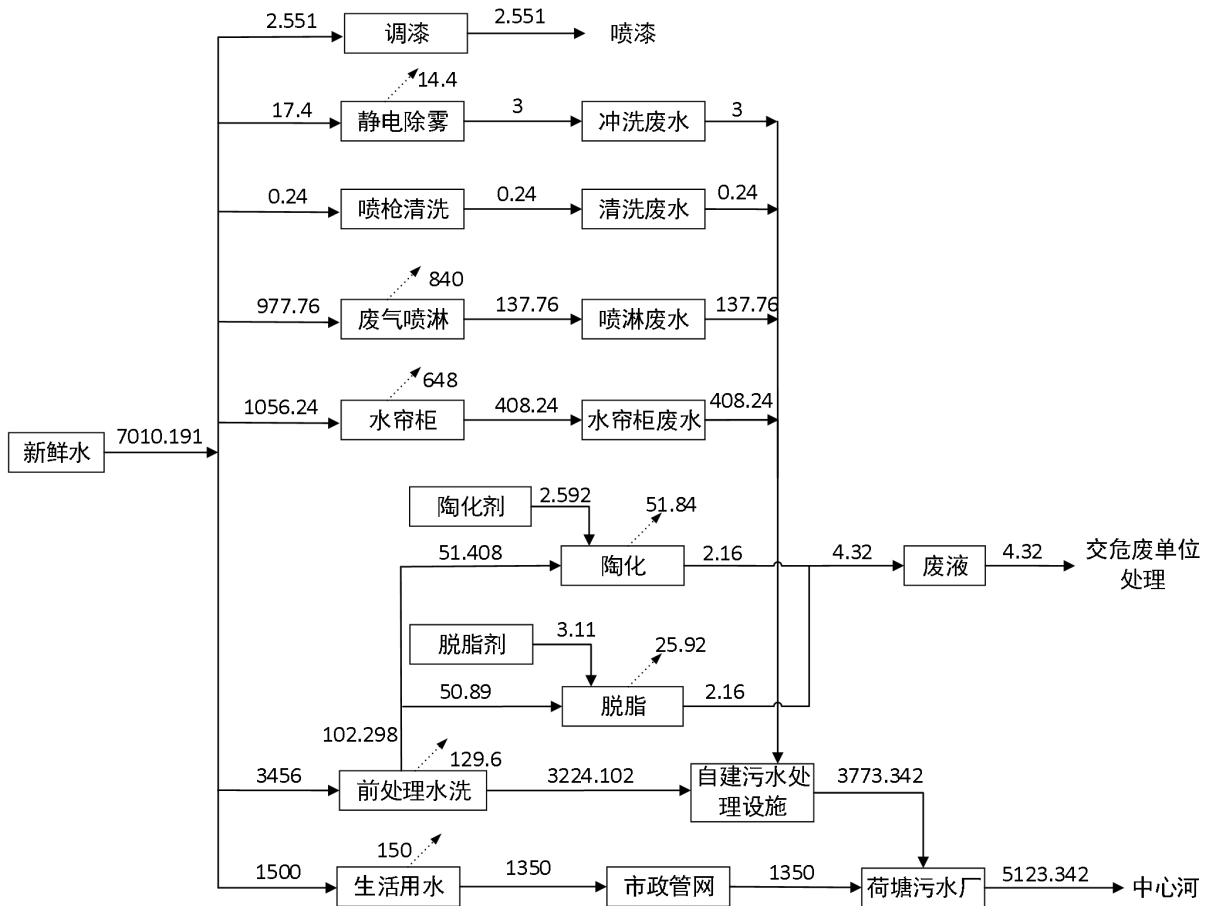 2.551
调漆
2.551
喷漆
14.4
17.4
静电除雾
3
冲洗废水
3
0.24
喷枪清洗
0.24
清洗废水
0.24
840
977.76
废气喷淋
137.76
喷淋废水
137.76
648
1056.24
水帘柜
408.24
水帘柜废水
408.24
新鲜水
7010.191
陶化剂
2.592
51.84
51.408
陶化
2.16
4.32
废液
4.32
交危废单位
处理
脱脂剂
3.11
25.92
50.89
脱脂
2.16
102.298
129.6
3456
前处理水洗
3224.102
自建污水处
理设施
3773.342
150
1500
生活用水
1350
市政管网
1350
荷塘污水厂
5123.342
中心河